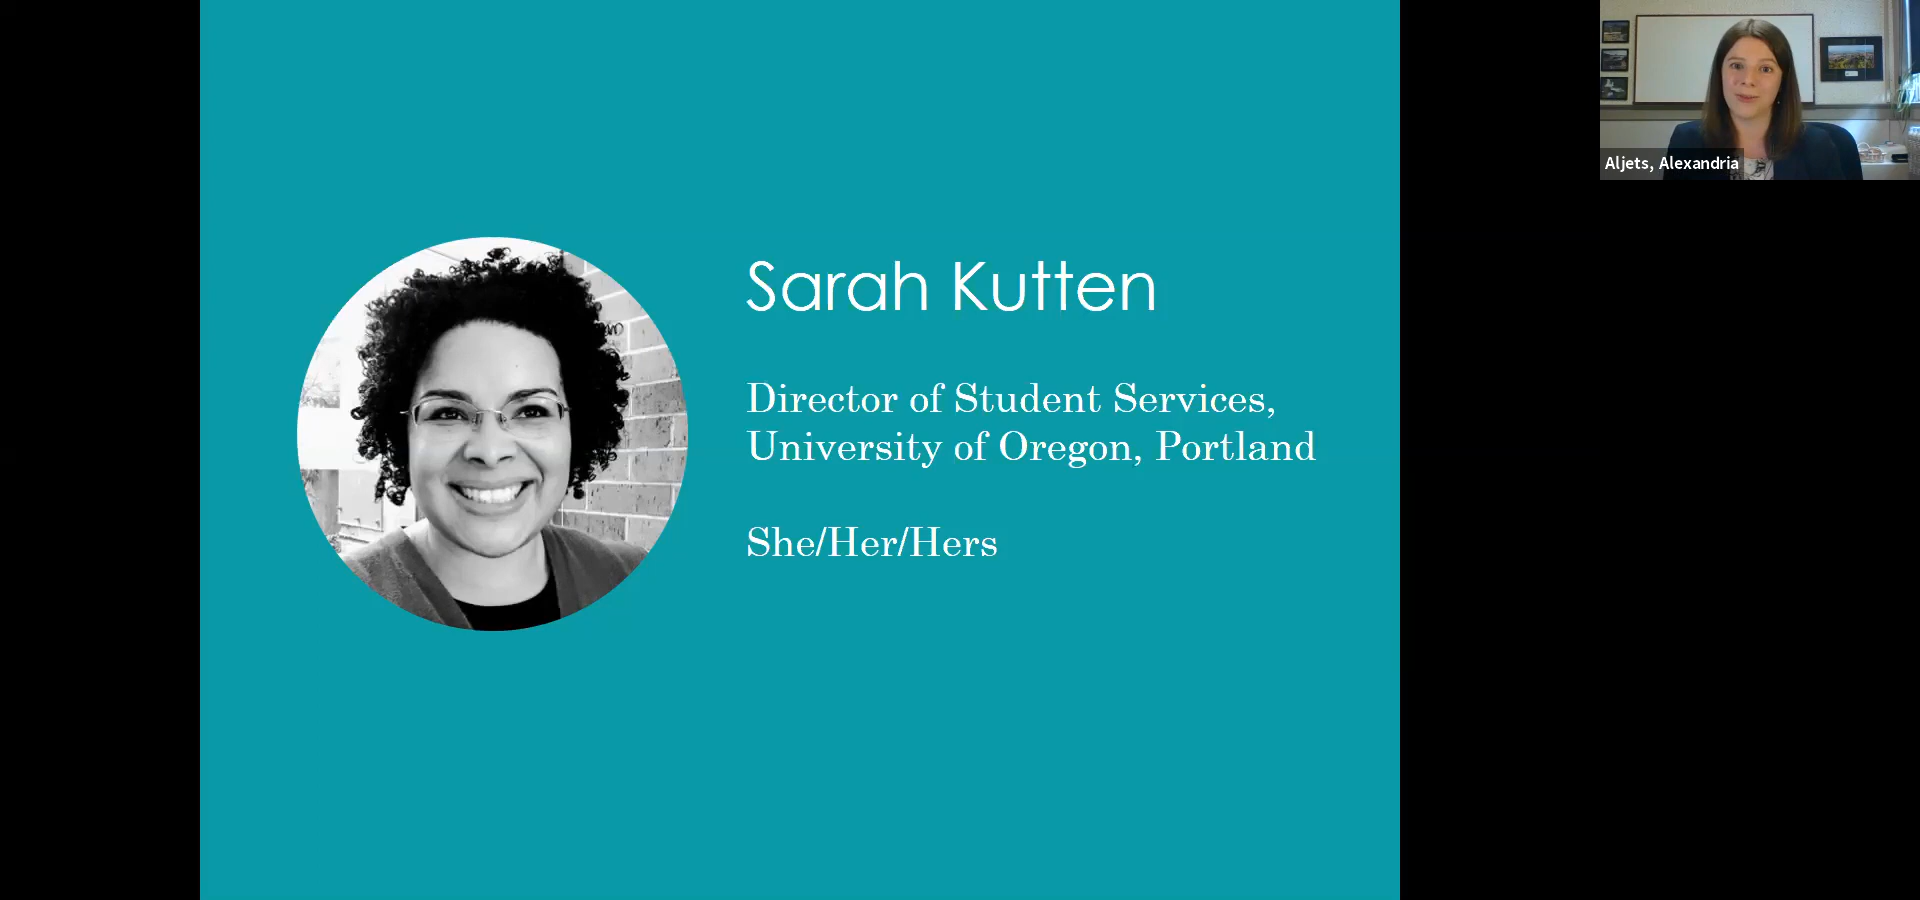 Sarah Kutten
Director of Student Services,
University of Oregon, Portland
She/Her/Hers
Aljets, Alexandria